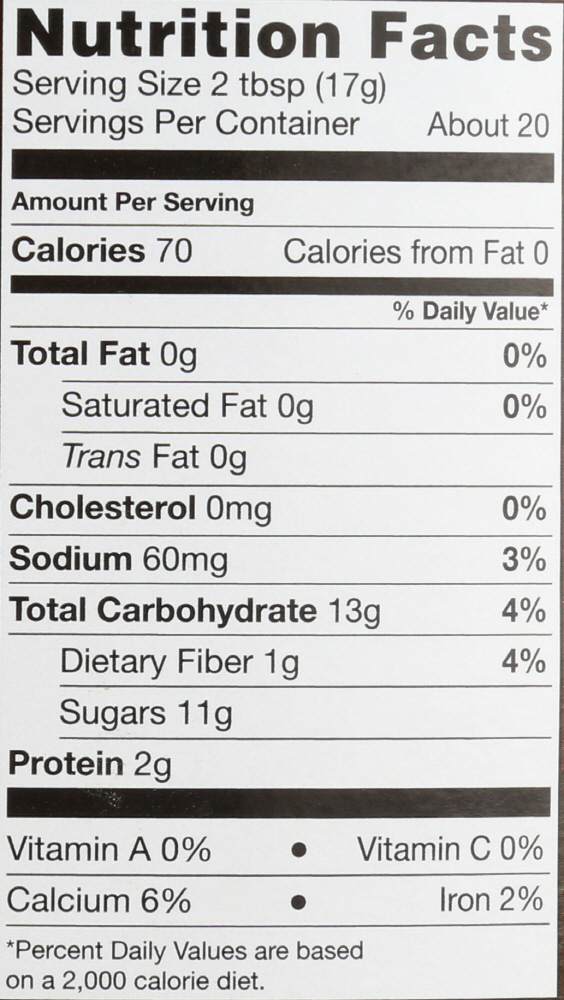 Nutrition Facts
Serving Size 2 tbsp (17g)
Servings Per Container About 20
Amount Per Serving
Calories 70 Calories from Fat 0
% Daily Value*
Total Fat 0g 0%
Saturated Fat 0g 0%
Trans Fat 0g
Cholesterol 0mg 0%
Sodium 60mg 3%
Total Carbohydrate 13g 4%
Dietary Fiber 1g 4%
Sugars 11g
Protein 2g
Vitamin A 0% • Vitamin C 0%
Calcium 6% • Iron 2%
*Percent Daily Values are based
on a 2,000 calorie diet.